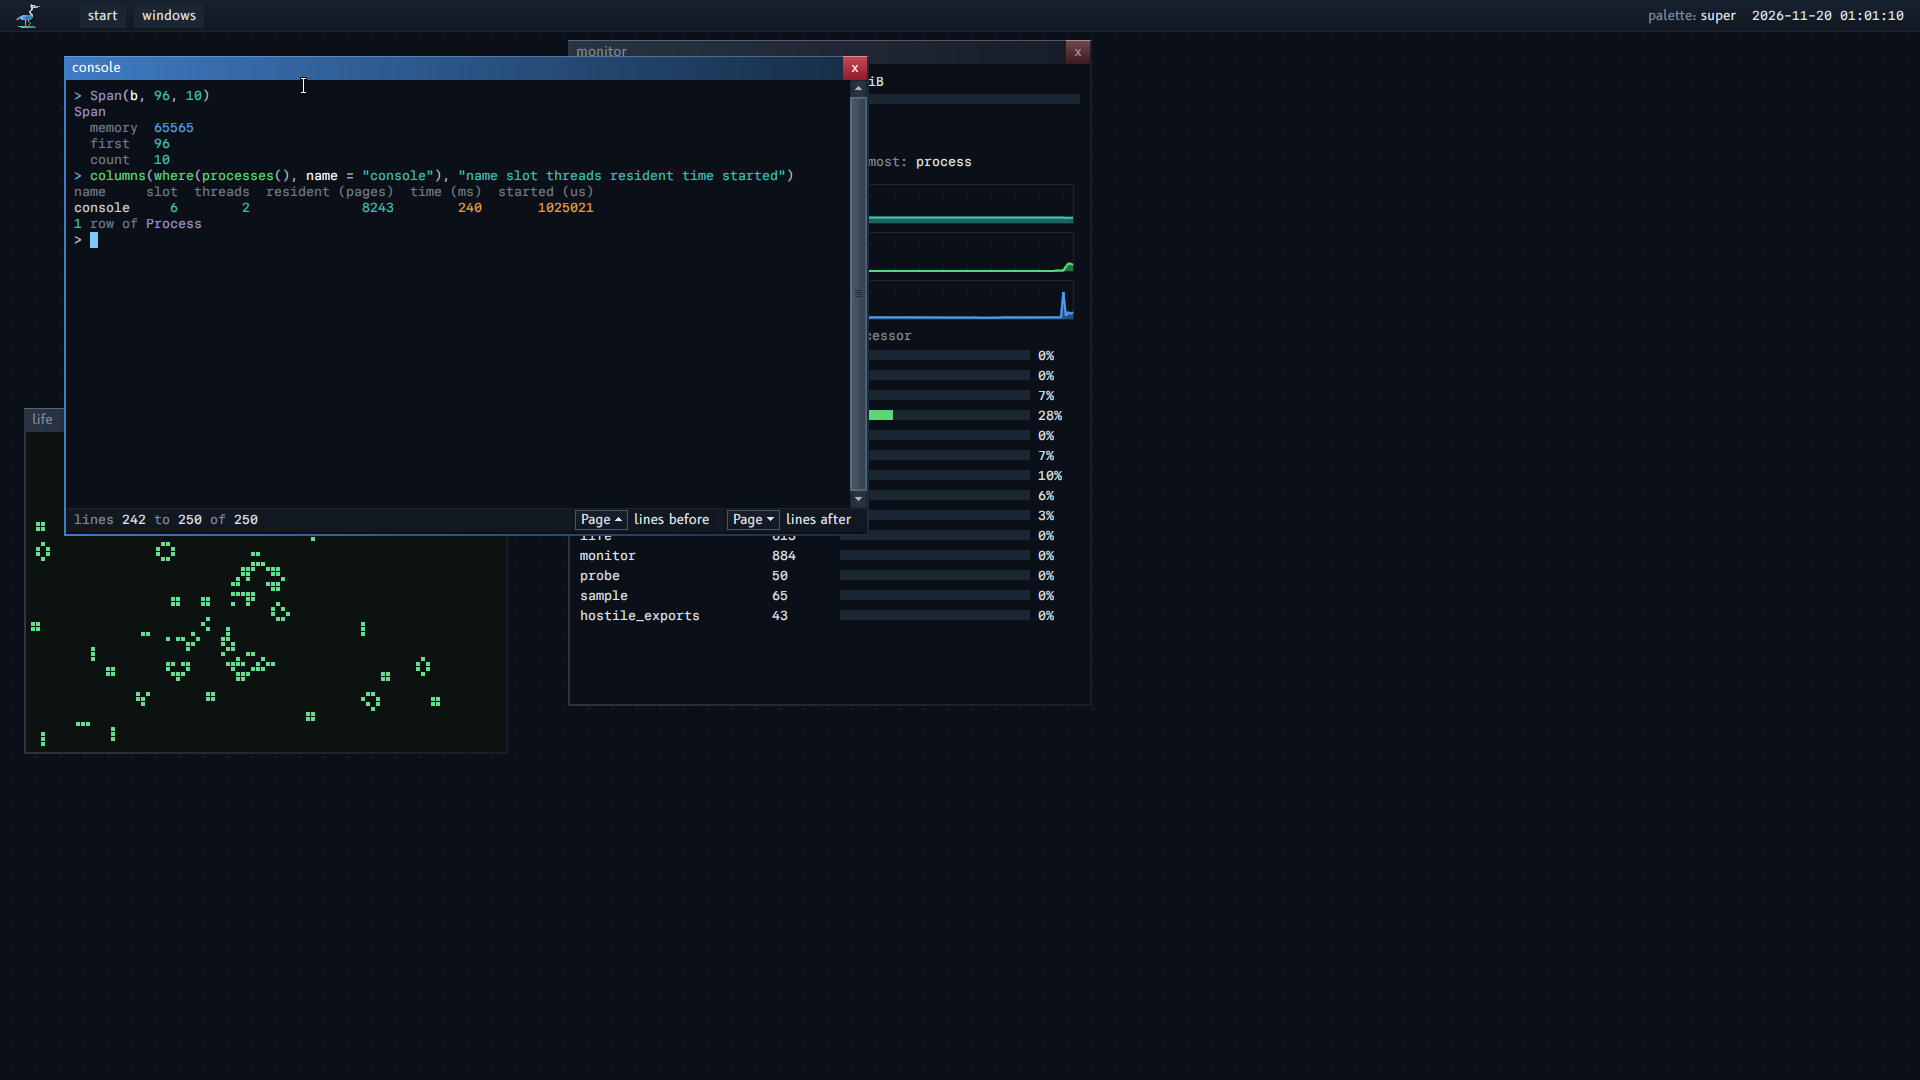 start windows palette: super 2026-11-20 01:01:10
monitor x
console x
> Span(b, 96, 10)
Span
memory 65565
first 96
count 10
> columns(where(processes(), name = "console"), "name slot threads resident time started")
name slot threads resident (pages) time (ms) started (us)
console 6 2 8243 240 1025021
1 row of Process
>
lines 242 to 250 of 250 Page lines before Page lines after
iB
most: process
cessor
0%
0%
7%
28%
0%
7%
10%
6%
3%
life 613 0%
monitor 884 0%
probe 50 0%
sample 65 0%
hostile_exports 43 0%
life